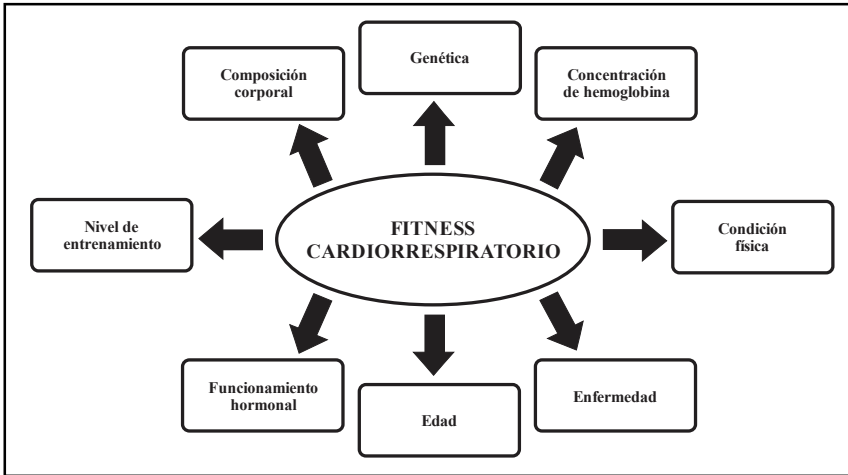 Genética
Composición
corporal
Concentración
de hemoglobina
Nivel de
entrenamiento
FITNESS
CARDIORRESPIRATORIO
Condición
física
Funcionamiento
hormonal
Edad
Enfermedad